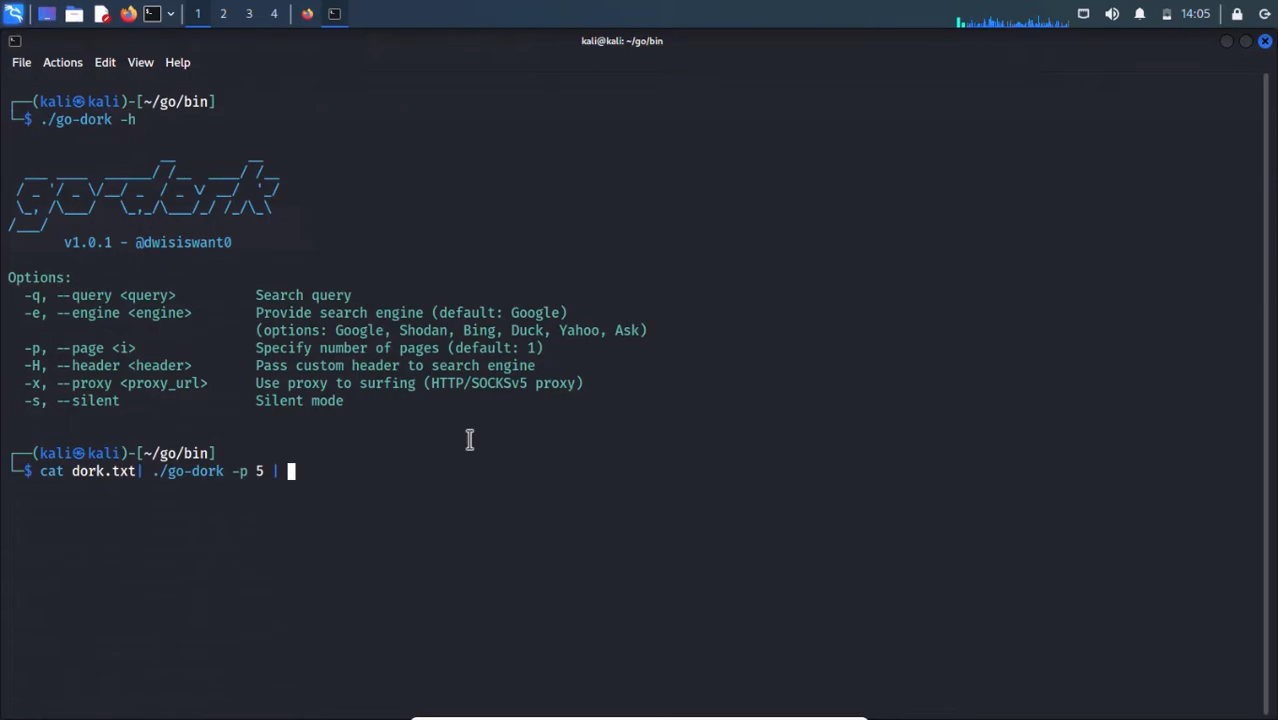 1 2 3 4 14:05
kali@kali: ~/go/bin
File Actions Edit View Help
┌──(kali㉿kali)-[~/go/bin]
└─$ ./go-dork -h
go-dork
v1.0.1 - @dwisiswant0
Options:
-q, --query <query> Search query
-e, --engine <engine> Provide search engine (default: Google)
(options: Google, Shodan, Bing, Duck, Yahoo, Ask)
-p, --page <i> Specify number of pages (default: 1)
-H, --header <header> Pass custom header to search engine
-x, --proxy <proxy_url> Use proxy to surfing (HTTP/SOCKSv5 proxy)
-s, --silent Silent mode
┌──(kali㉿kali)-[~/go/bin]
└─$ cat dork.txt| ./go-dork -p 5 |